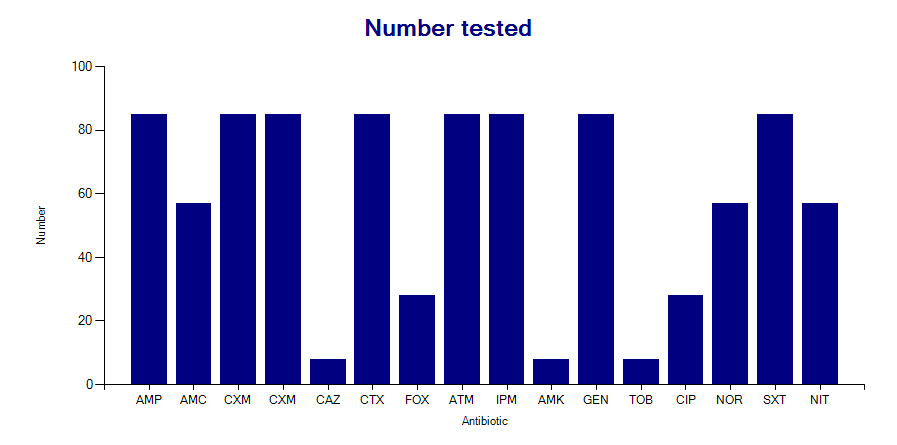 Number tested
100
80
60
40
20
0
Number
AMP AMC CXM CXM CAZ CTX FOX ATM IPM AMK GEN TOB CIP NOR SXT NIT
Antibiotic